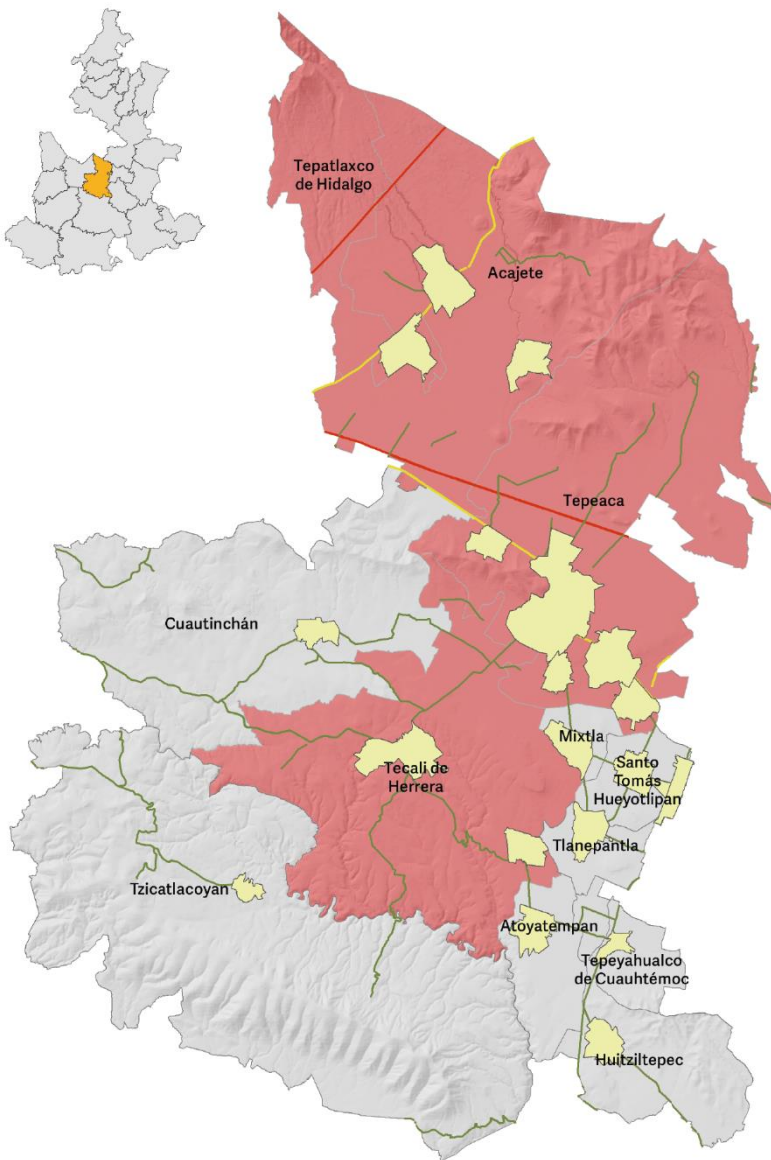 Tepatlaxco
de Hidalgo
Acajete
Tepeaca
Cuautinchán
Mixtla
Santo
Tomás
Hueyotlipan
Tecali de
Herrera
Tlanepantla
Tzicatlacoyan
Atoyatempan
Tepeyahualco
de Cuauhtémoc
Huitziltepec